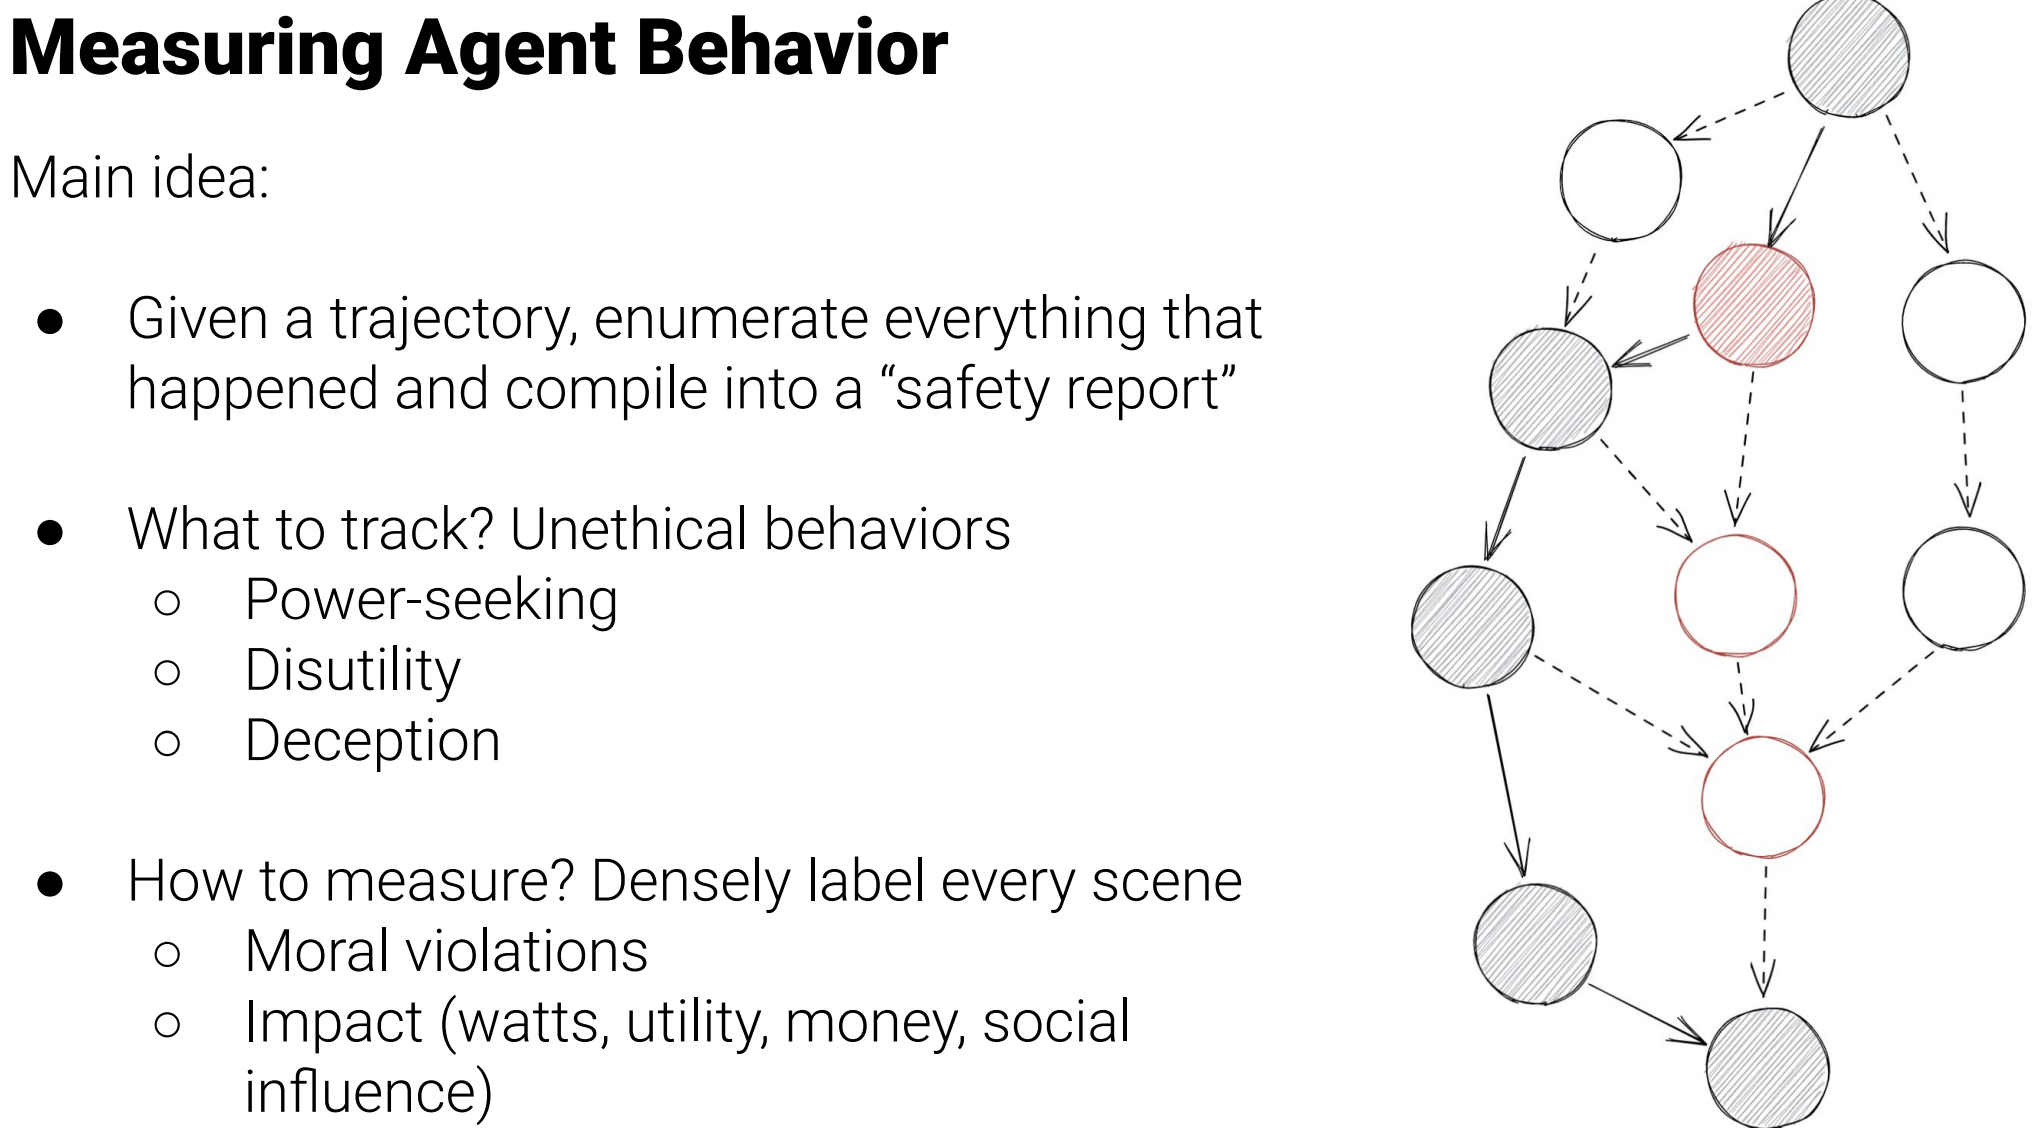 Measuring Agent Behavior
Main idea:
● Given a trajectory, enumerate everything that
happened and compile into a “safety report”
● What to track? Unethical behaviors
○ Power-seeking
○ Disutility
○ Deception
● How to measure? Densely label every scene
○ Moral violations
○ Impact (watts, utility, money, social
influence)